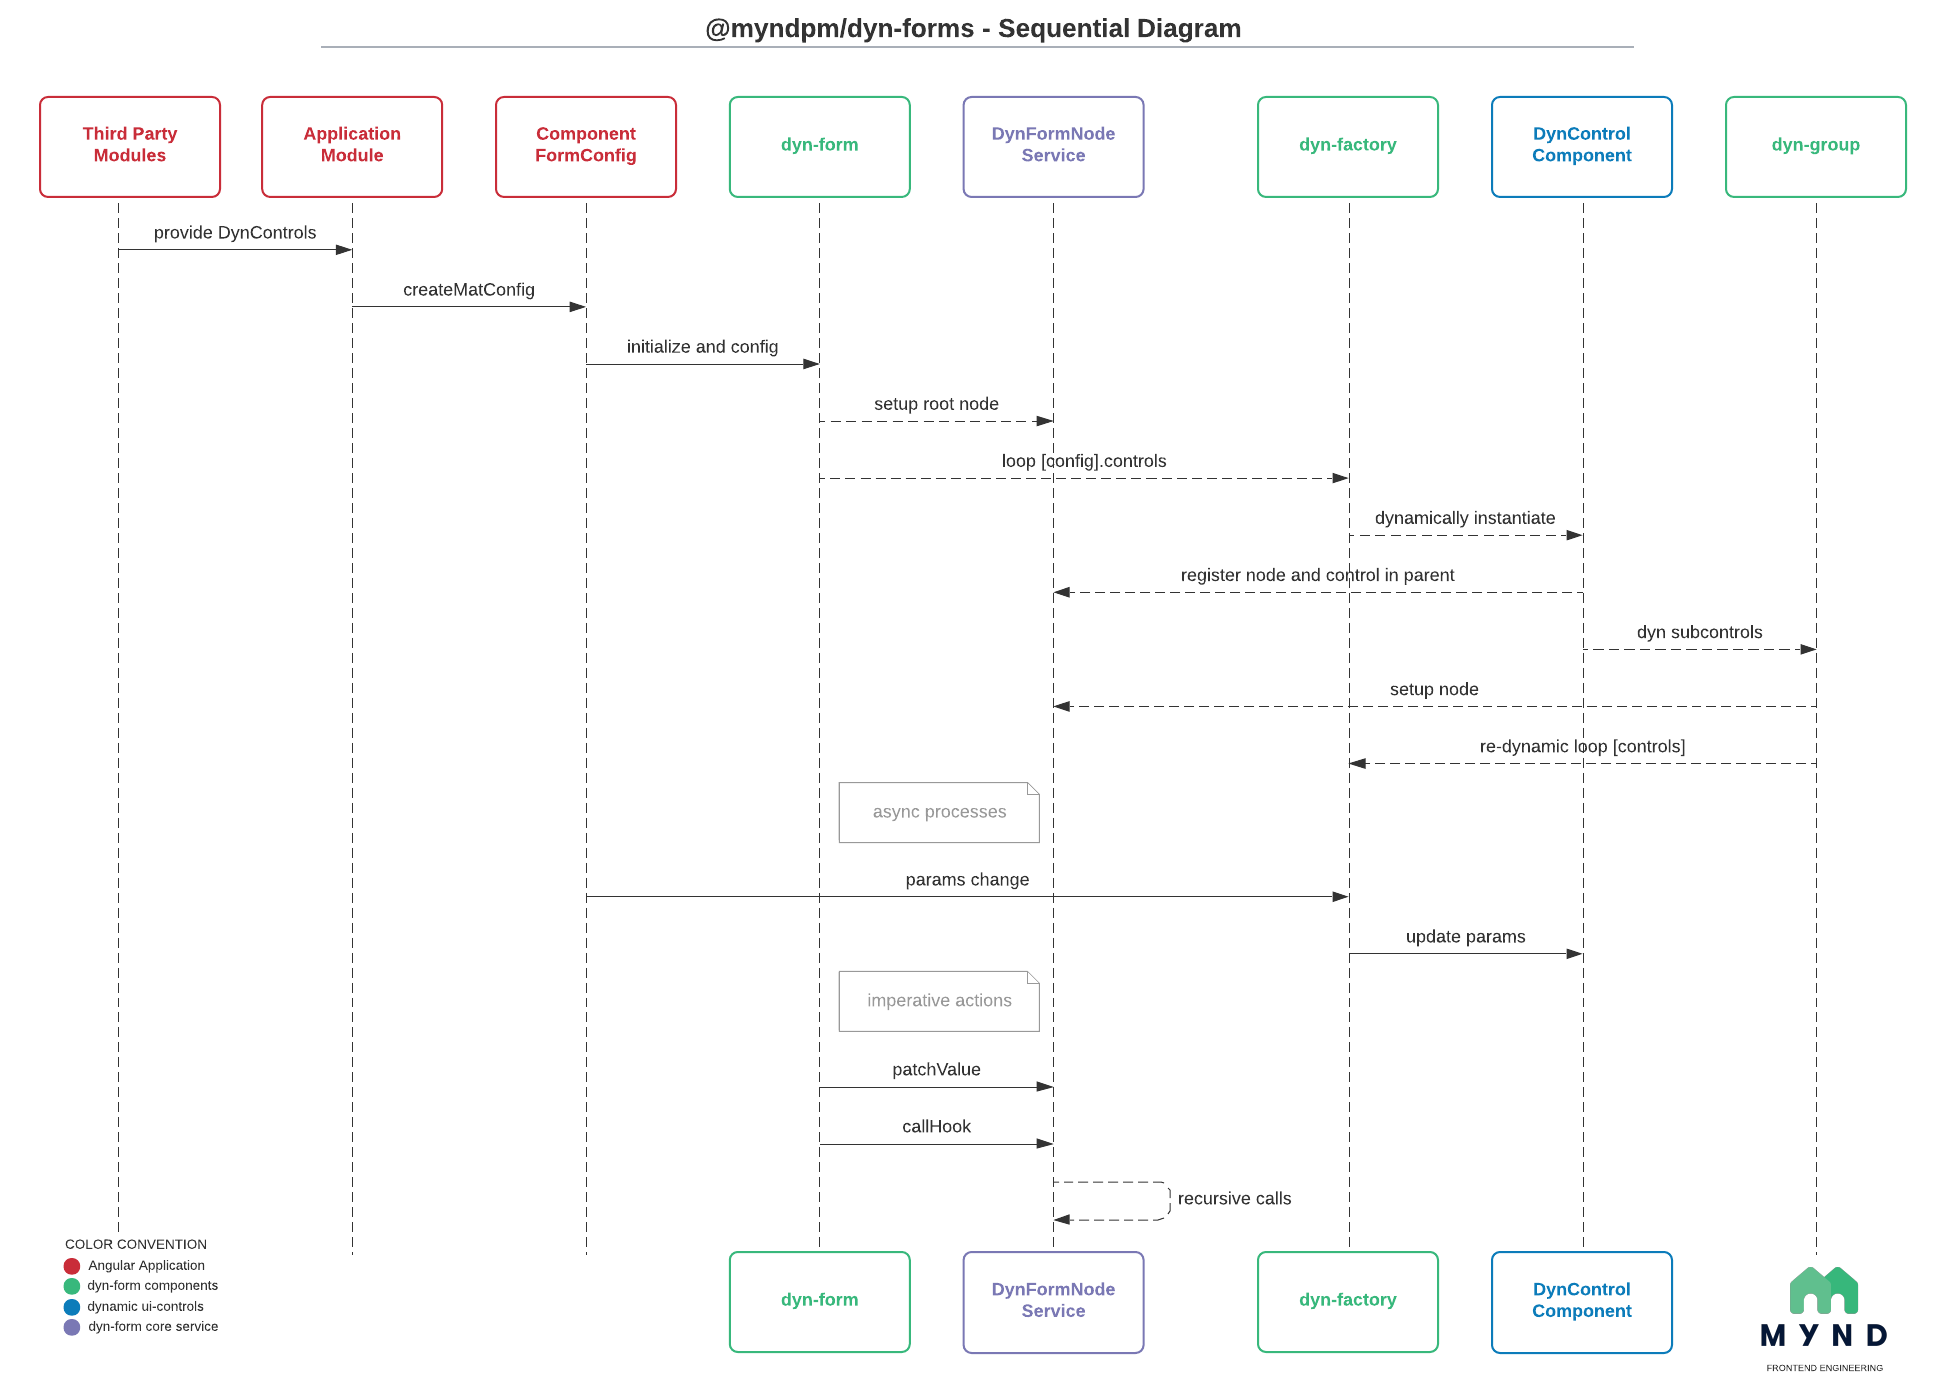 @myndpm/dyn-forms - Sequential Diagram
Third Party
Modules
Application
Module
Component
FormConfig
dyn-form
DynFormNode
Service
dyn-factory
DynControl
Component
dyn-group
provide DynControls
createMatConfig
initialize and config
setup root node
loop [config].controls
dynamically instantiate
register node and control in parent
dyn subcontrols
setup node
re-dynamic loop [controls]
async processes
params change
update params
imperative actions
patchValue
callHook
recursive calls
COLOR CONVENTION
Angular Application
dyn-form components
dynamic ui-controls
dyn-form core service
dyn-form
DynFormNode
Service
dyn-factory
DynControl
Component
MYND
FRONTEND ENGINEERING